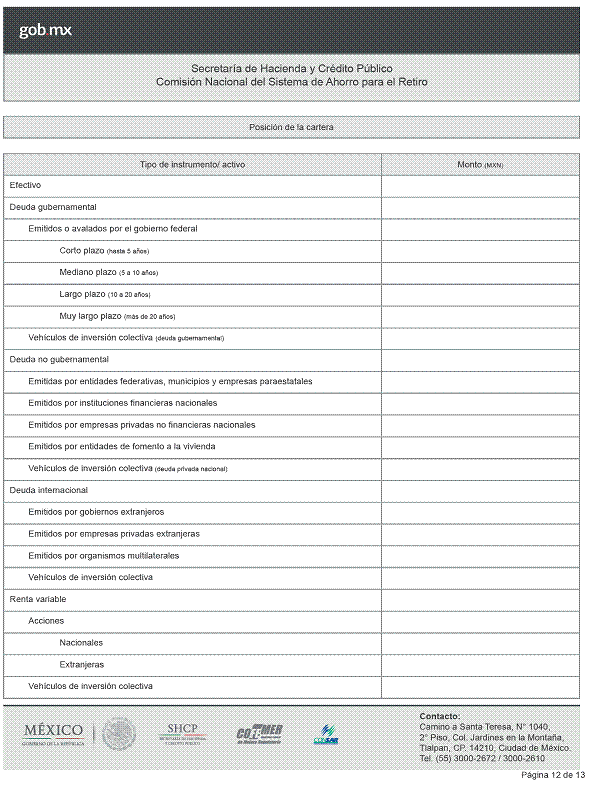 gob mx
Secretaría de Hacienda y Crédito Público
Comisión Nacional del Sistema de Ahorro para el Retiro
Posición de la cartera
Tipo de instrumento/ activo Monto (MXN)
Efectivo
Deuda gubernamental
Emitidos o avalados por el gobierno federal
Corto plazo (hasta 5 años)
Mediano plazo (5 a 10 años)
Largo plazo (10 a 20 años)
Muy largo plazo (más de 20 años)
Vehículos de inversión colectiva (deuda gubernamental)
Deuda no gubernamental
Emitidas por entidades federativas, municipios y empresas paraestatales
Emitidos por instituciones financieras nacionales
Emitidos por empresas privadas no financieras nacionales
Emitidos por entidades de fomento a la vivienda
Vehículos de inversión colectiva (deuda privada nacional)
Deuda internacional
Emitidos por gobiernos extranjeros
Emitidos por empresas privadas extranjeras
Emitidos por organismos multilaterales
Vehículos de inversión colectiva
Renta variable
Acciones
Nacionales
Extranjeras
Vehículos de inversión colectiva
MÉXICO
GOBIERNO DE LA REPÚBLICA
SHCP
SECRETARÍA DE HACIENDA
Y CRÉDITO PÚBLICO
COFEMER
CONSAR
Contacto:
Camino a Santa Teresa, N° 1040,
2° Piso, Col. Jardines en la Montaña,
Tlalpan, CP. 14210, Ciudad de México.
Tel. (55) 3000-2672 / 3000-2610
Página 12 de 13